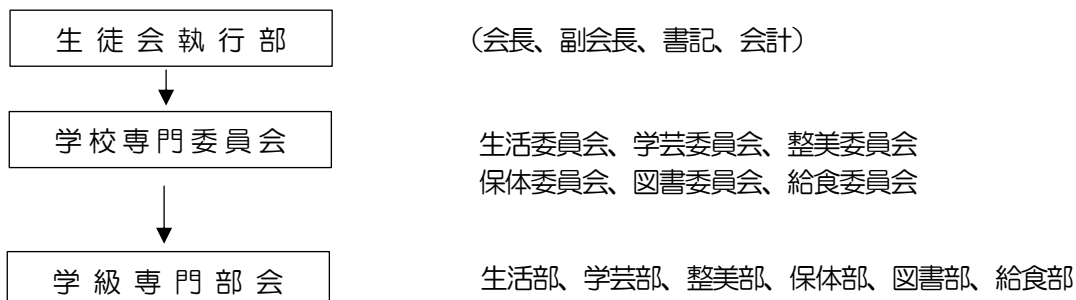 生徒会執行部 （会長、副会長、書記、会計）
学校専門委員会 生活委員会、学芸委員会、整美委員会
保体委員会、図書委員会、給食委員会
学級専門部会 生活部、学芸部、整美部、保体部、図書部、給食部